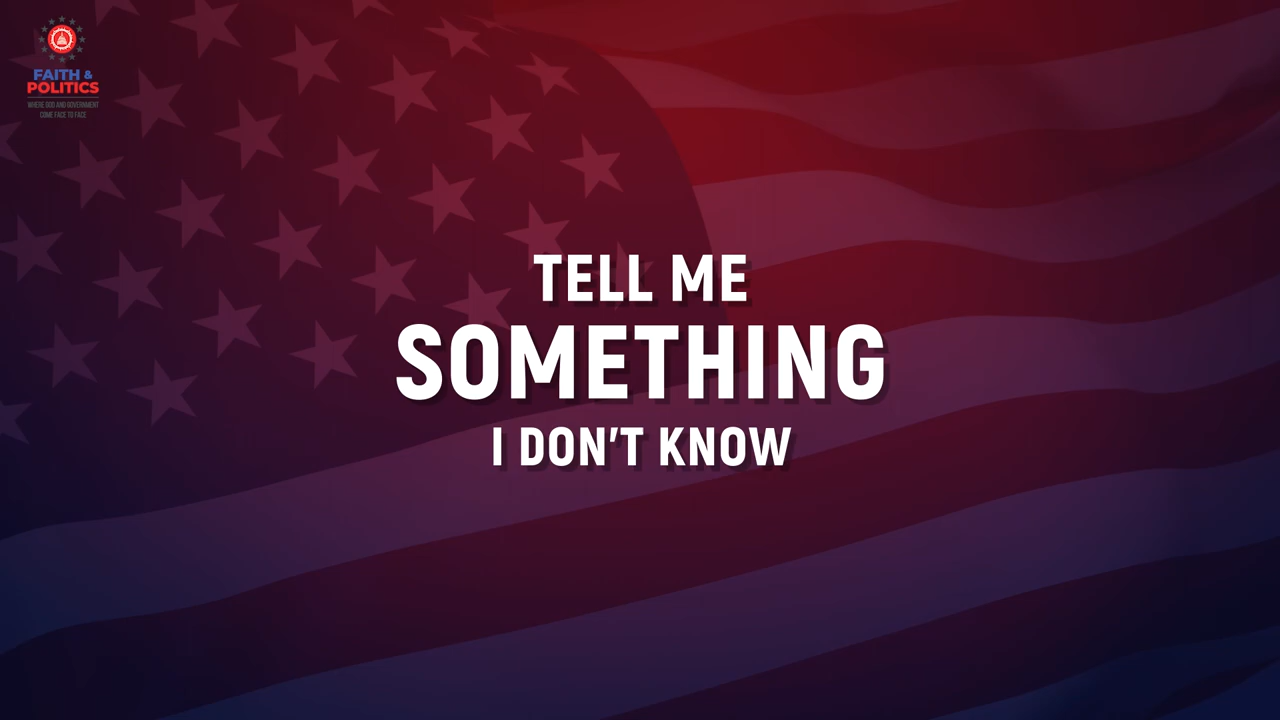 FAITH &
POLITICS
WHERE GOD AND GOVERNMENT
COME FACE TO FACE
TELL ME
SOMETHING
I DON'T KNOW